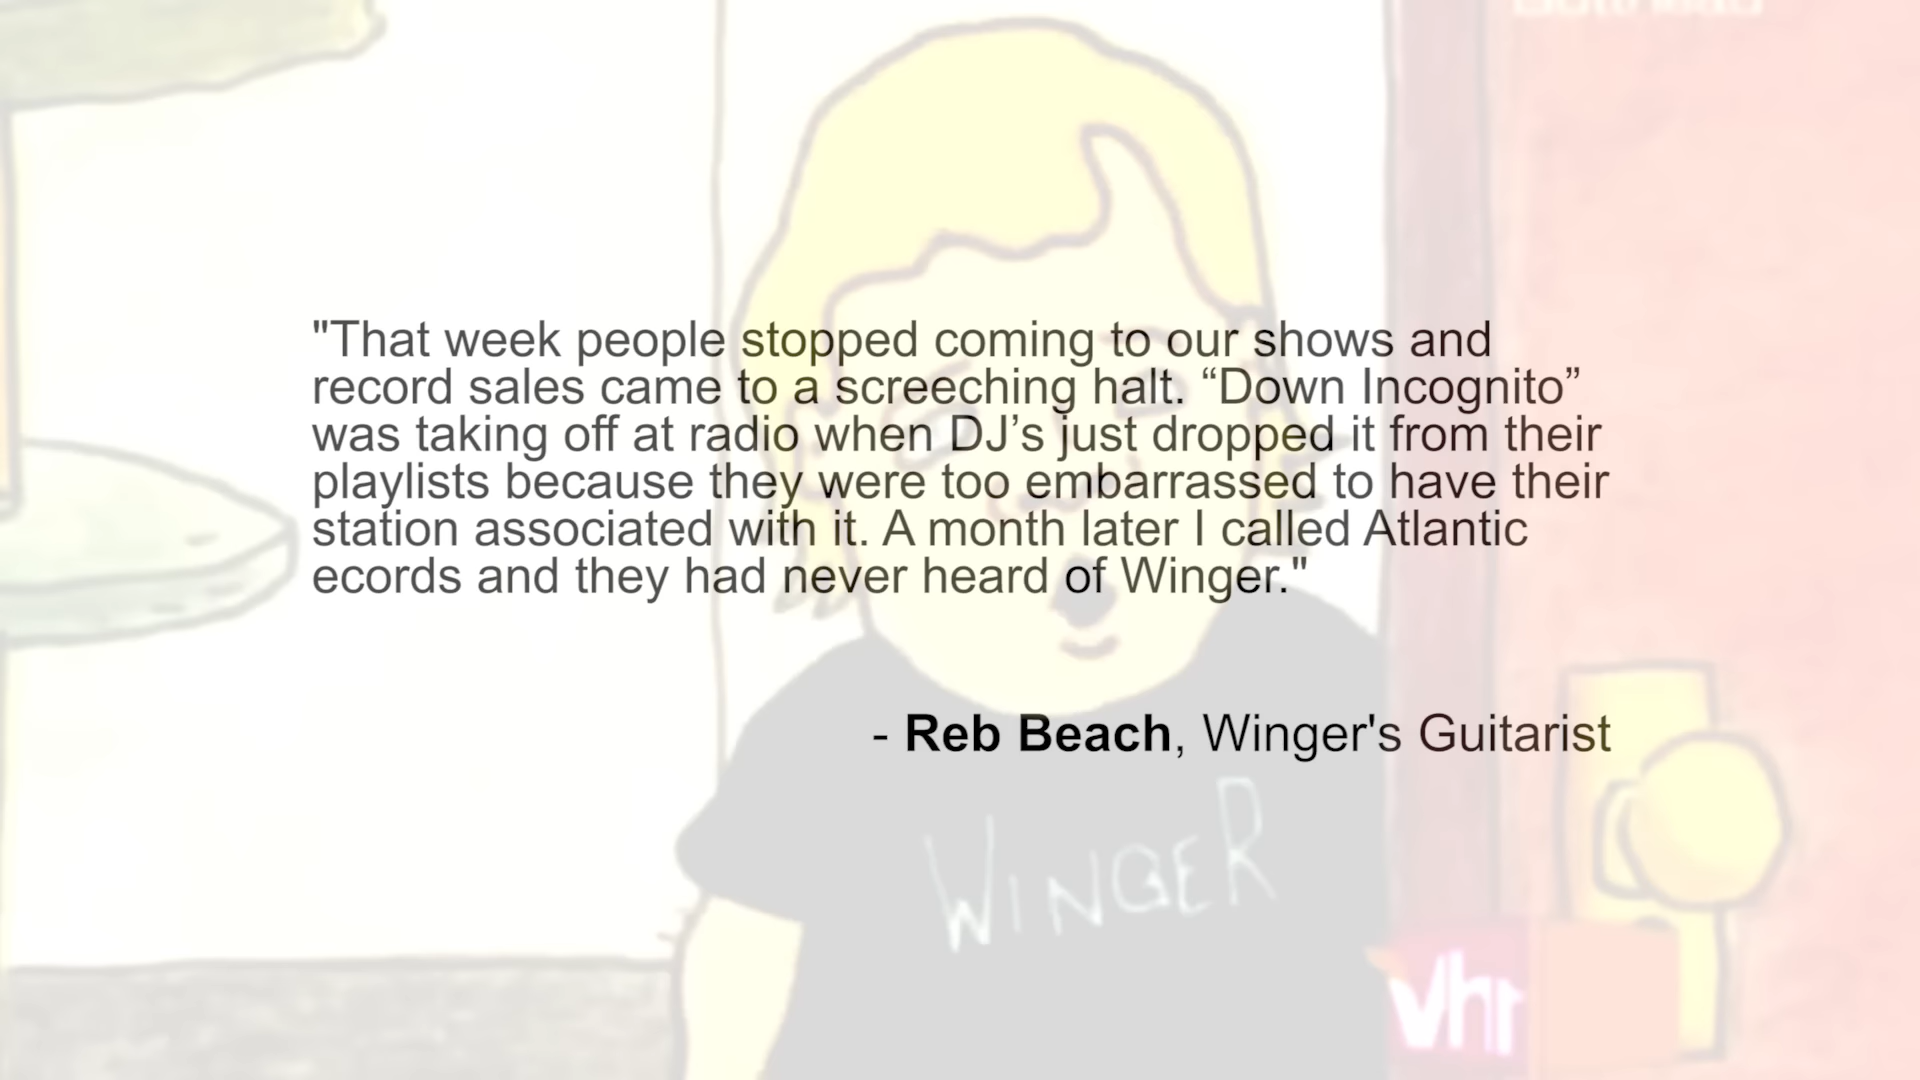 "That week people stopped coming to our shows and
record sales came to a screeching halt. “Down Incognito”
was taking off at radio when DJ’s just dropped it from their
playlists because they were too embarrassed to have their
station associated with it. A month later I called Atlantic
ecords and they had never heard of Winger."
- Reb Beach, Winger's Guitarist
WINGER
vh1